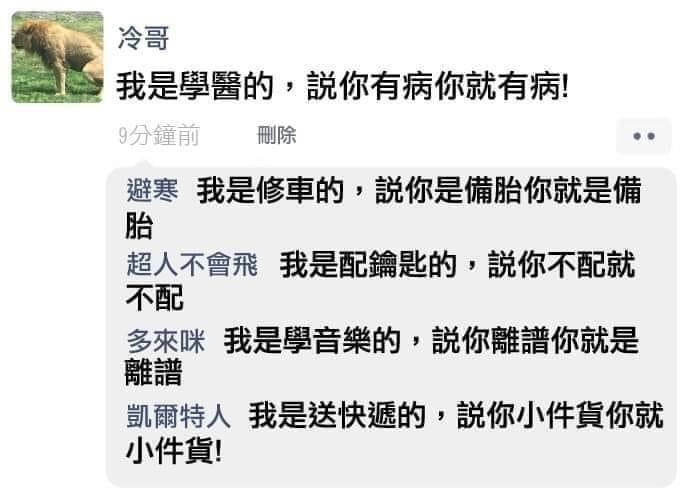 冷哥
我是學醫的，説你有病你就有病!
9分鐘前 刪除
避寒 我是修車的，説你是備胎你就是備
胎
超人不會飛 我是配鑰匙的，説你不配就
不配
多來咪 我是學音樂的，説你離譜你就是
離譜
凱爾特人 我是送快遞的，説你小件貨你就
小件貨!